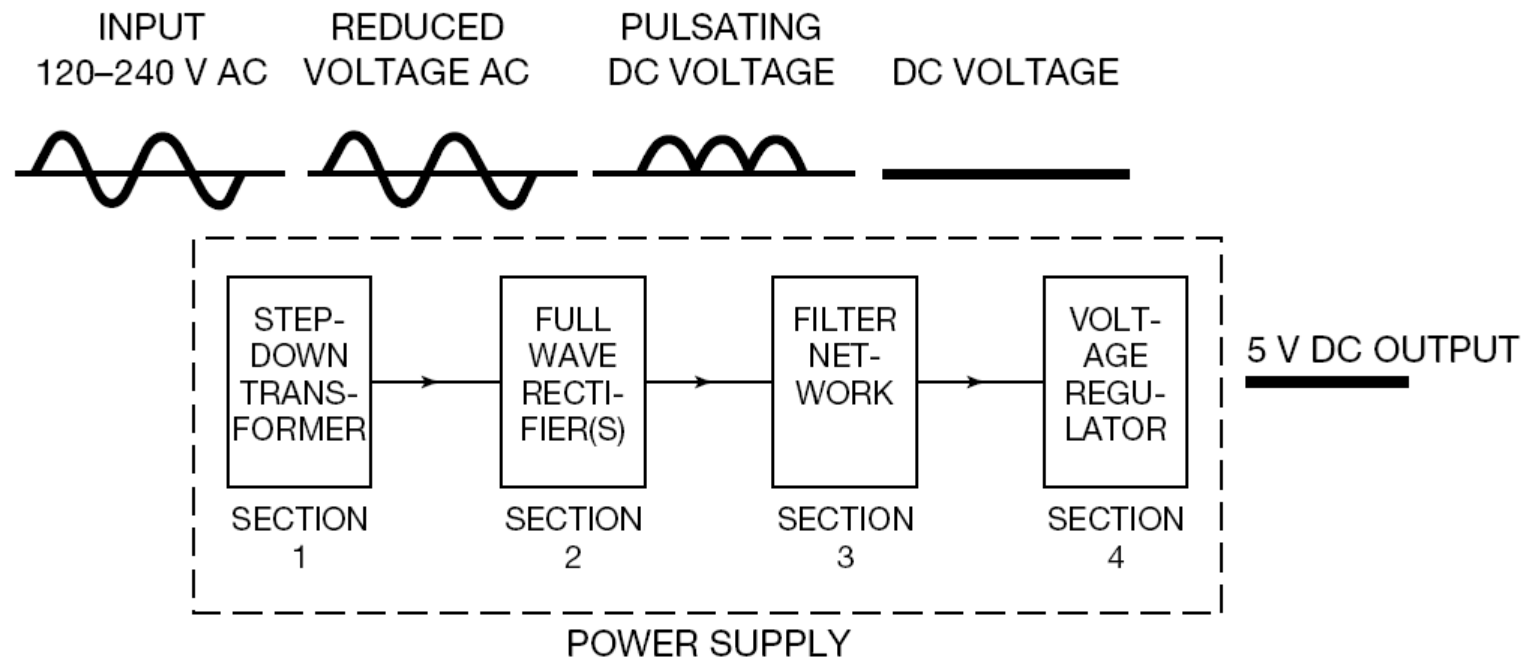 INPUT
120–240 V AC
REDUCED
VOLTAGE AC
PULSATING
DC VOLTAGE
DC VOLTAGE
STEP-
DOWN
TRANS-
FORMER
FULL
WAVE
RECTI-
FIER(S)
FILTER
NET-
WORK
VOLT-
AGE
REGU-
LATOR
5 V DC OUTPUT
SECTION
1
SECTION
2
SECTION
3
SECTION
4
POWER SUPPLY